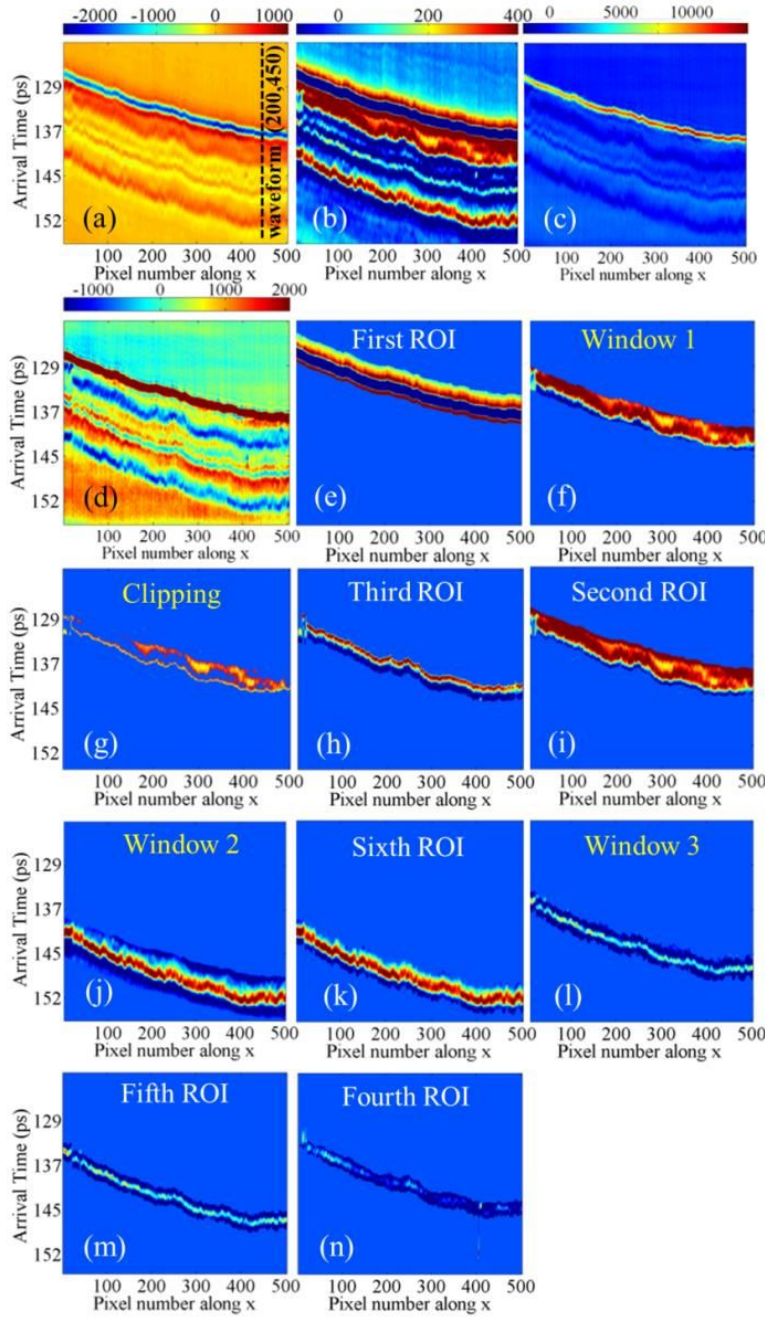 -2000 -1000 0 1000
0 200 400
0 5000 10000
Arrival Time (ps)
129
137
145
152
waveform (200,450)
(a)
(b)
(c)
100 200 300 400 500
100 200 300 400 500
100 200 300 400 500
Pixel number along x
Pixel number along x
Pixel number along x
-1000 0 1000 2000
Arrival Time (ps)
129
137
145
152
First ROI
Window 1
(d)
(e)
(f)
100 200 300 400 500
100 200 300 400 500
100 200 300 400 500
Pixel number along x
Pixel number along x
Pixel number along x
Arrival Time (ps)
129
137
145
152
Clipping
Third ROI
Second ROI
(g)
(h)
(i)
100 200 300 400 500
100 200 300 400 500
100 200 300 400 500
Pixel number along x
Pixel number along x
Pixel number along x
Arrival Time (ps)
129
137
145
152
Window 2
Sixth ROI
Window 3
(j)
(k)
(l)
100 200 300 400 500
100 200 300 400 500
100 200 300 400 500
Pixel number along x
Pixel number along x
Pixel number along x
Arrival Time (ps)
129
137
145
152
Fifth ROI
Fourth ROI
(m)
(n)
100 200 300 400 500
100 200 300 400 500
Pixel number along x
Pixel number along x